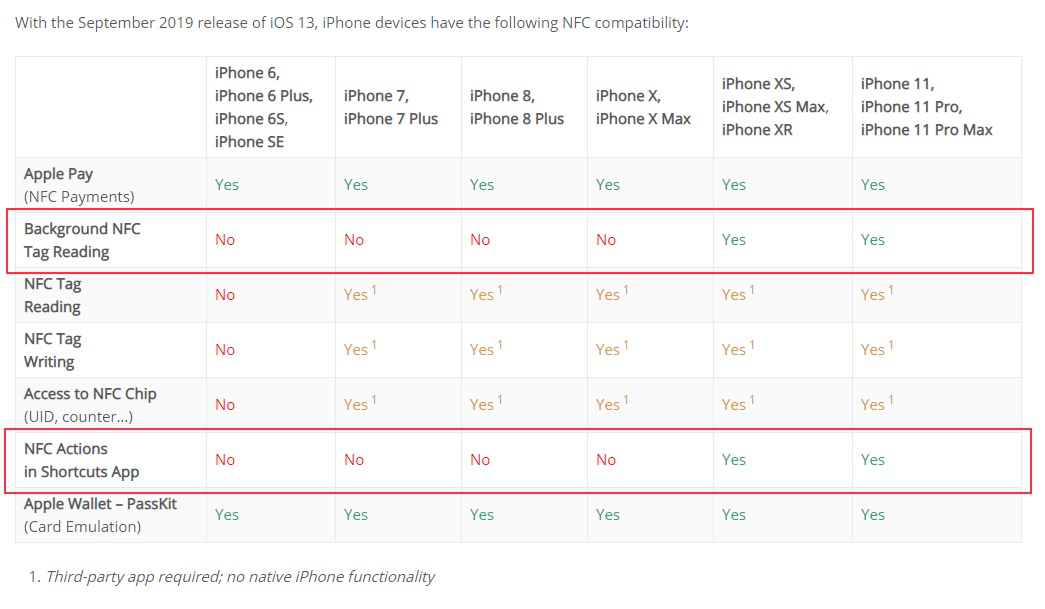 With the September 2019 release of iOS 13, iPhone devices have the following NFC compatibility:
iPhone 6,
iPhone 6 Plus,
iPhone 6S,
iPhone SE
iPhone 7,
iPhone 7 Plus
iPhone 8,
iPhone 8 Plus
iPhone X,
iPhone X Max
iPhone XS,
iPhone XS Max,
iPhone XR
iPhone 11,
iPhone 11 Pro,
iPhone 11 Pro Max
Apple Pay
(NFC Payments)
Yes Yes Yes Yes Yes Yes
Background NFC
Tag Reading
No No No No Yes Yes
NFC Tag
Reading
No Yes 1 Yes 1 Yes 1 Yes 1 Yes 1
NFC Tag
Writing
No Yes 1 Yes 1 Yes 1 Yes 1 Yes 1
Access to NFC Chip
(UID, counter...)
No Yes 1 Yes 1 Yes 1 Yes 1 Yes 1
NFC Actions
in Shortcuts App
No No No No Yes Yes
Apple Wallet – PassKit
(Card Emulation)
Yes Yes Yes Yes Yes Yes
1. Third-party app required; no native iPhone functionality